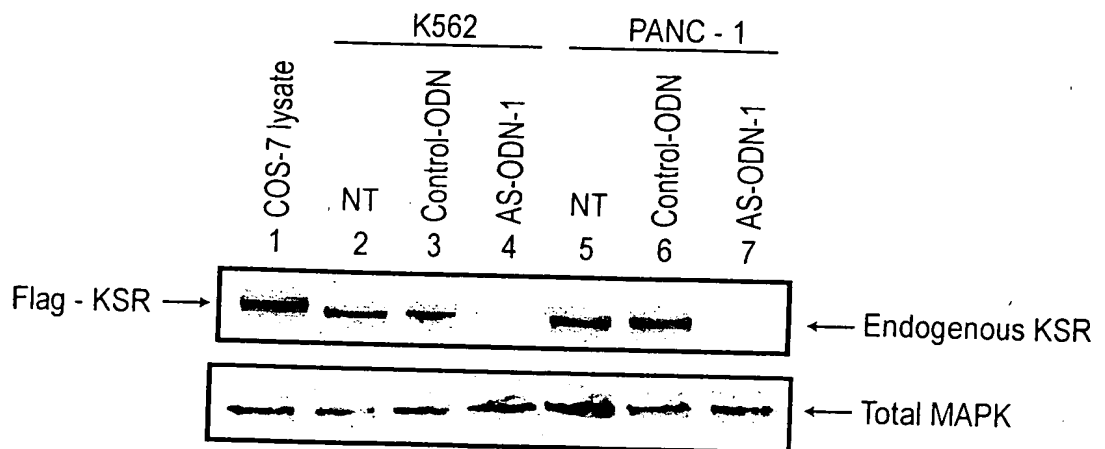 K562 PANC - 1
COS-7 lysate
NT
Control-ODN
AS-ODN-1
NT
Control-ODN
AS-ODN-1
1 2 3 4 5 6 7
Flag - KSR
Endogenous KSR
Total MAPK